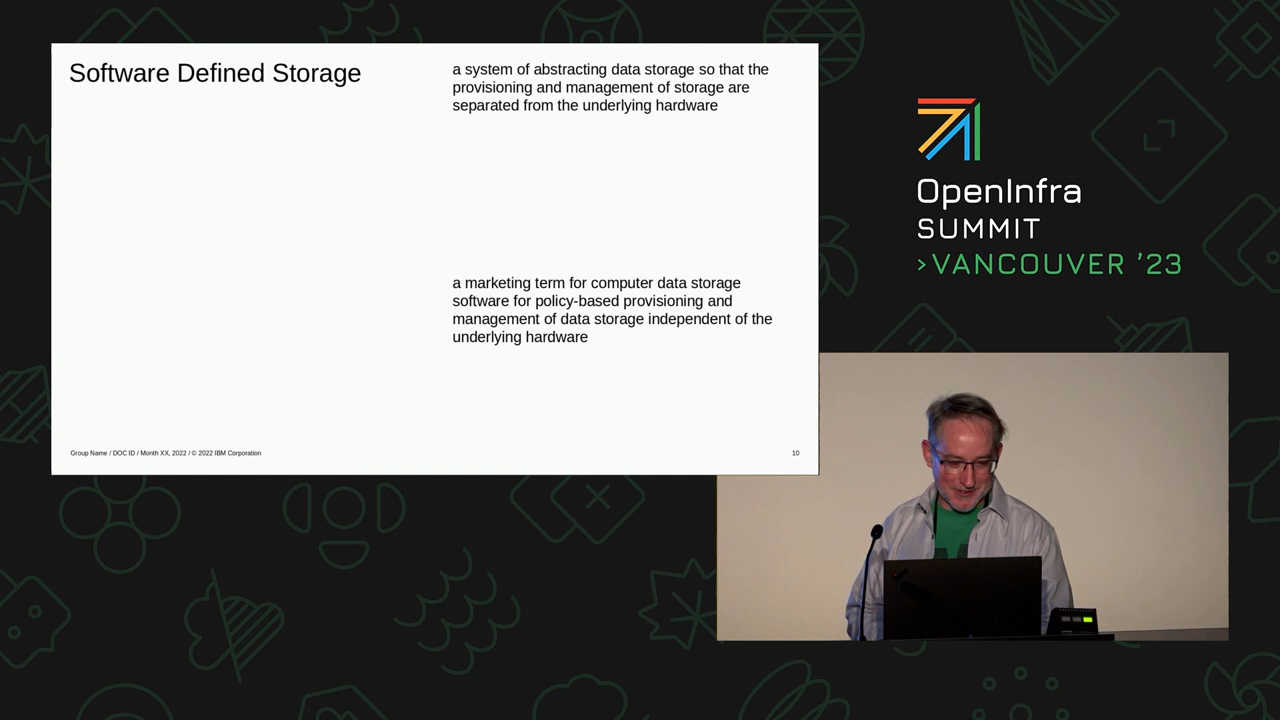 Software Defined Storage
a system of abstracting data storage so that the
provisioning and management of storage are
separated from the underlying hardware
a marketing term for computer data storage
software for policy-based provisioning and
management of data storage independent of the
underlying hardware
Group Name / DOC ID / Month XX, 2022 / © 2022 IBM Corporation
10
OpenInfra
SUMMIT
>VANCOUVER '23